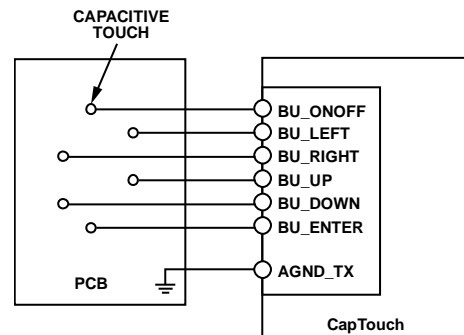 CAPACITIVE
TOUCH
BU_ONOFF
BU_LEFT
BU_RIGHT
BU_UP
BU_DOWN
BU_ENTER
AGND_TX
PCB
CapTouch